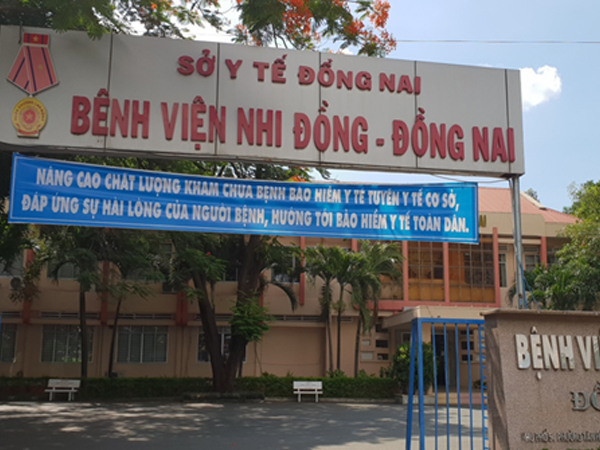 SỞ Y TẾ ĐỒNG NAI
BỆNH VIỆN NHI ĐỒNG - ĐỒNG NAI
NÂNG CAO CHẤT LƯỢNG KHÁM CHỮA BỆNH BẢO HIỂM Y TẾ TUYẾN Y TẾ CƠ SỞ,
ĐÁP ỨNG SỰ HÀI LÒNG CỦA NGƯỜI BỆNH, HƯỚNG TỚI BẢO HIỂM Y TẾ TOÀN DÂN.
BỆNH VI